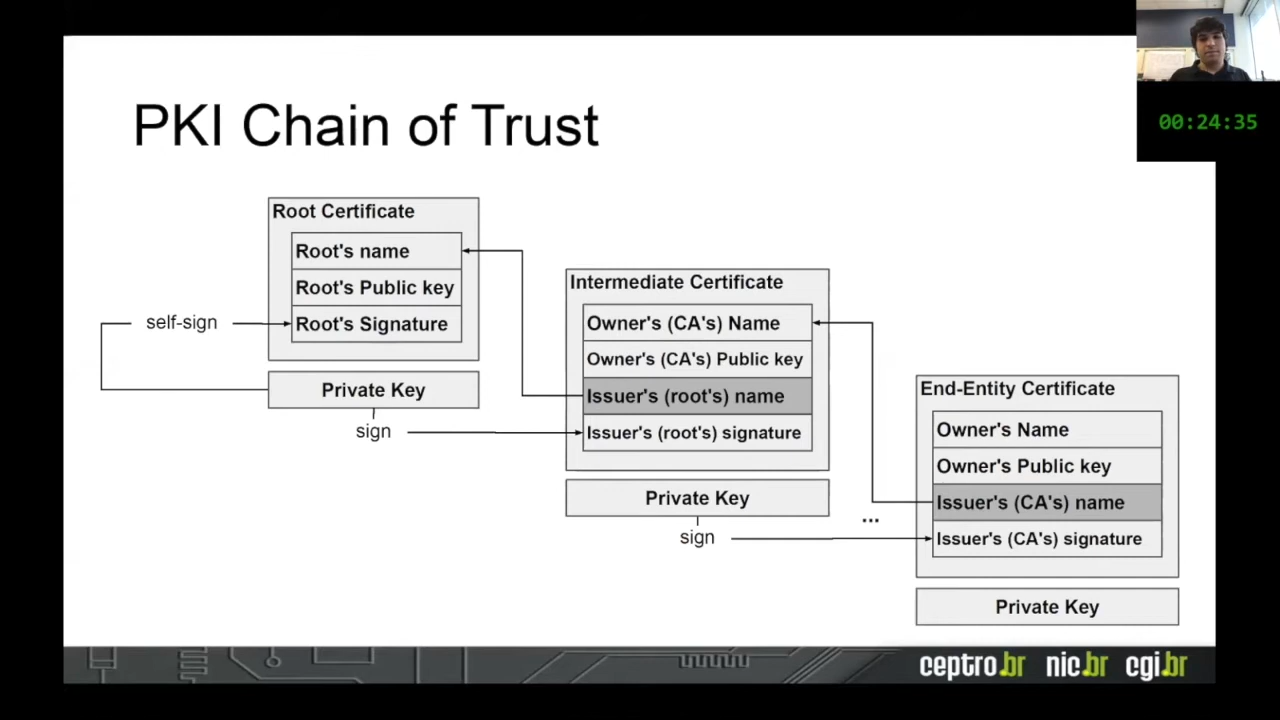 00:24:35
PKI Chain of Trust
Root Certificate
Root's name
Root's Public key
Root's Signature
self-sign
Private Key
sign
Intermediate Certificate
Owner's (CA's) Name
Owner's (CA's) Public key
Issuer's (root's) name
Issuer's (root's) signature
Private Key
sign
...
End-Entity Certificate
Owner's Name
Owner's Public key
Issuer's (CA's) name
Issuer's (CA's) signature
Private Key
ceptro.br nic.br cgi.br